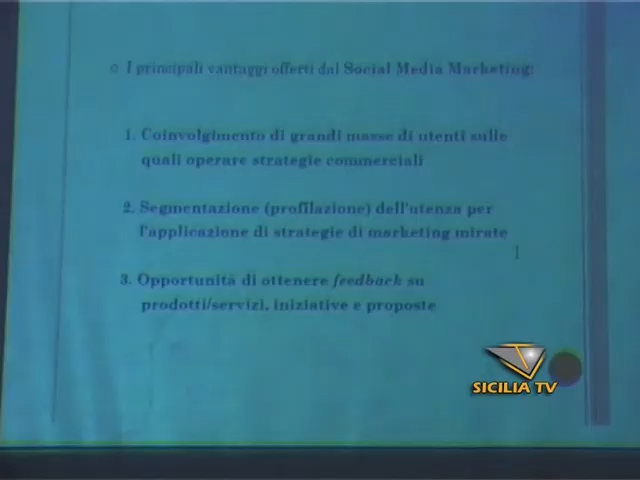 I principali vantaggi offerti dal Social Media Marketing:
1. Coinvolgimento di grandi masse di utenti sulle
quali operare strategie commerciali
2. Segmentazione (profilazione) dell'utenza per
l'applicazione di strategie di marketing mirate
3. Opportunità di ottenere feedback su
prodotti/servizi, iniziative e proposte
SICILIA TV